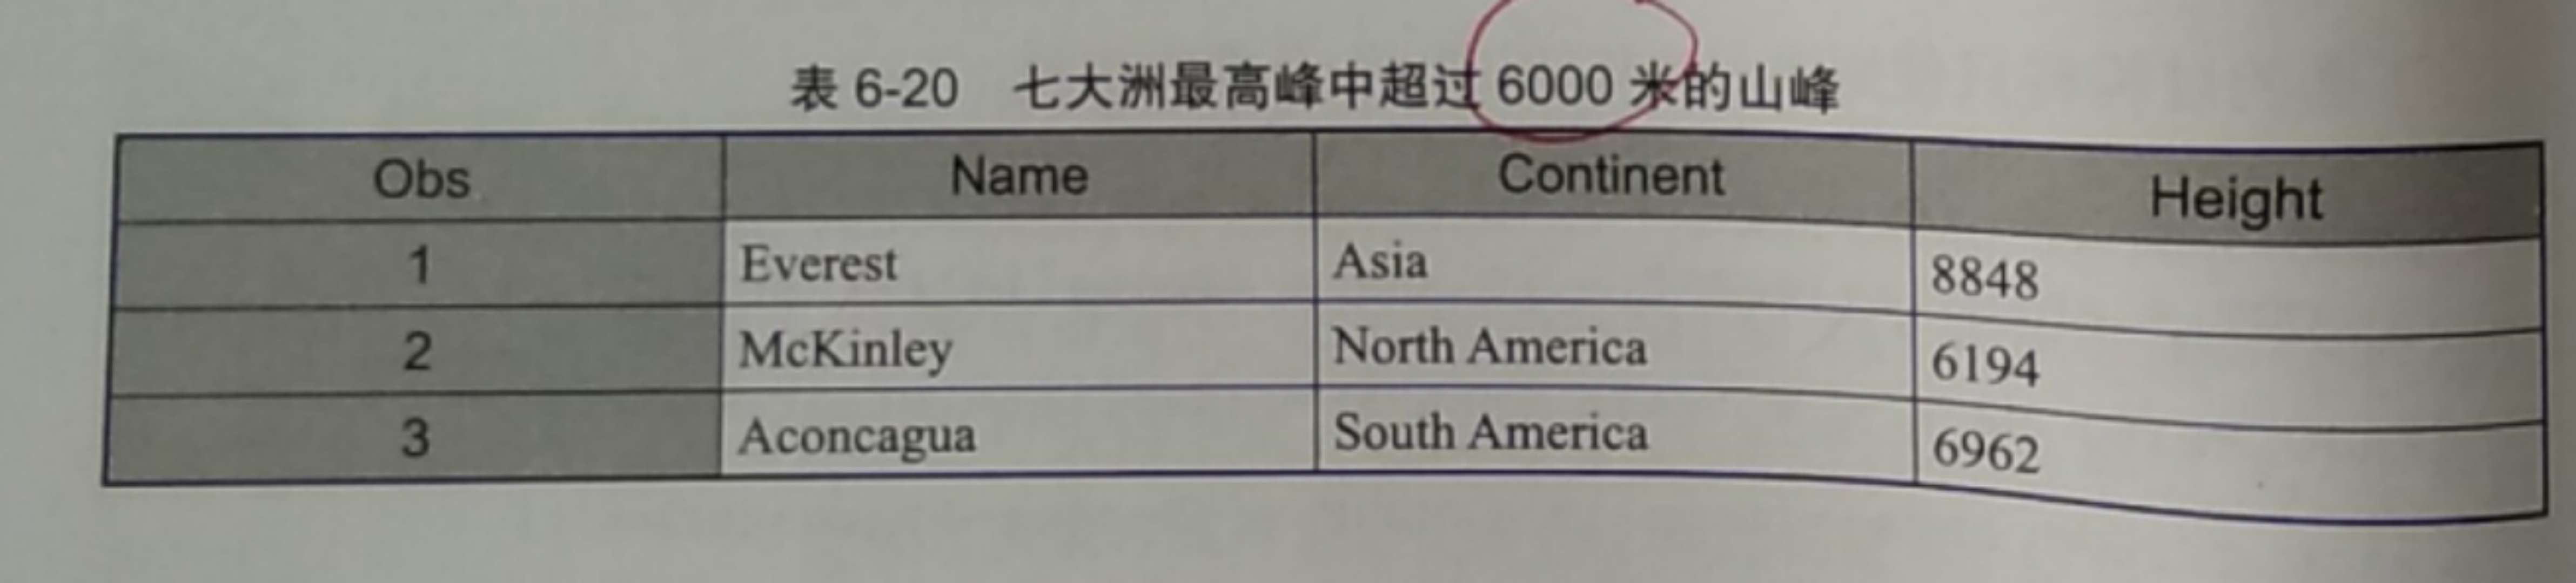 表 6-20 七大洲最高峰中超过 6000 米的山峰
Obs Name Continent Height
1 Everest Asia 8848
2 McKinley North America 6194
3 Aconcagua South America 6962